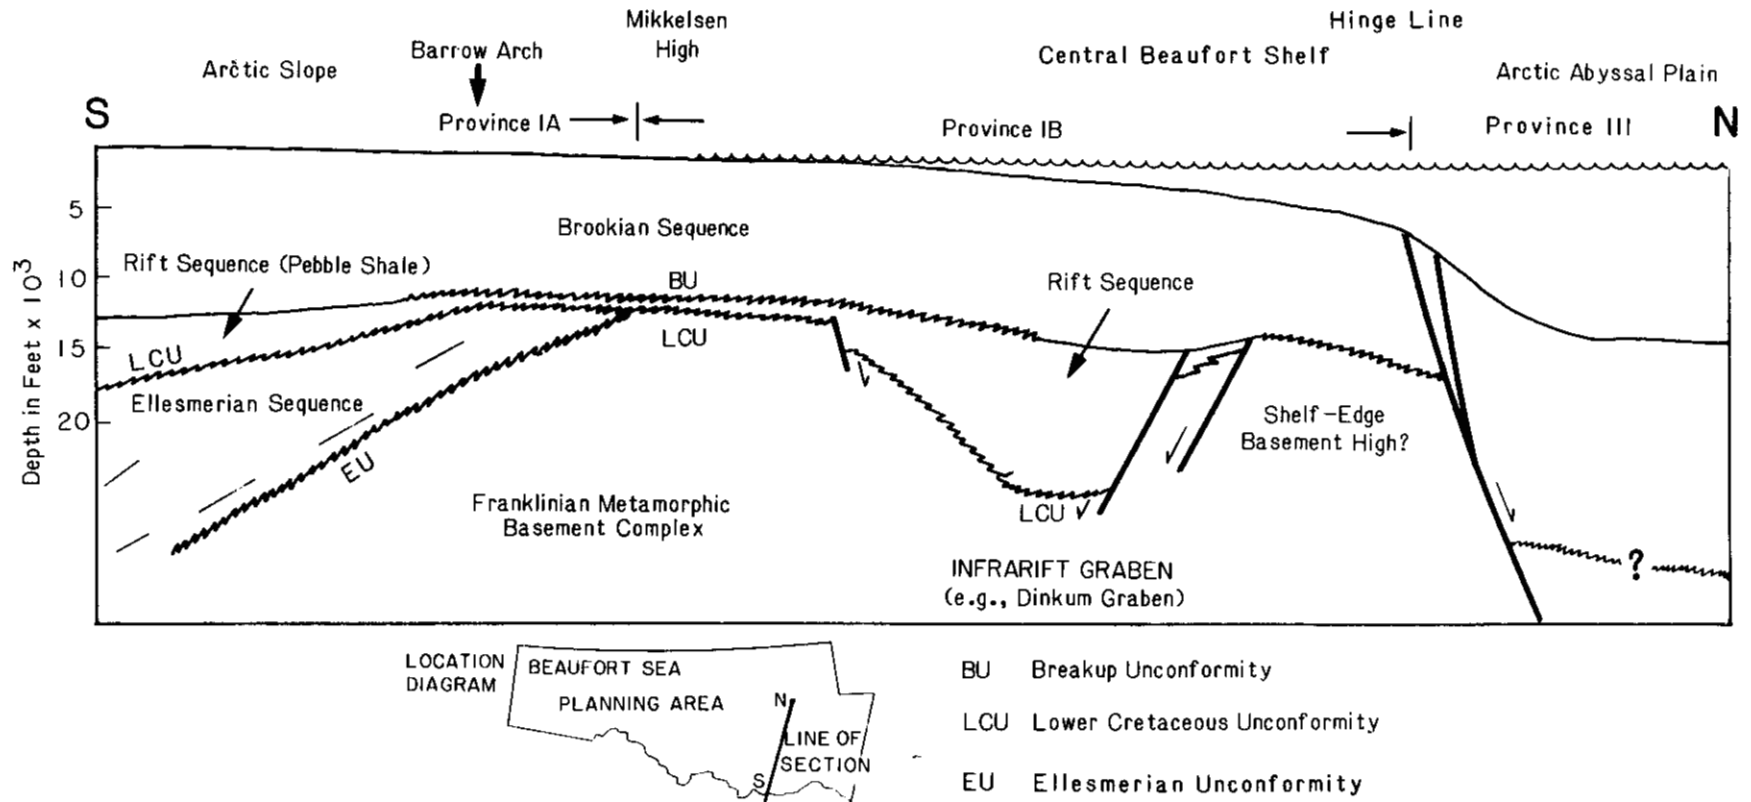 Hinge Line
Mikkelsen
High
Barrow Arch
Central Beaufort Shelf
Arctic Slope
Arctic Abyssal Plain
S
Province IA
Province IB
Province III
N
5
Brookian Sequence
Rift Sequence (Pebble Shale)
10
BU
Rift Sequence
LCU
15
LCU
Ellesmerian Sequence
20
Shelf-Edge
Basement High?
Depth in Feet x 10³
EU
Franklinian Metamorphic
Basement Complex
LCU
?
INFRARIFT GRABEN
(e.g., Dinkum Graben)
LOCATION
DIAGRAM
BEAUFORT SEA
PLANNING AREA
N
LINE OF
SECTION
S
BU Breakup Unconformity
LCU Lower Cretaceous Unconformity
EU Ellesmerian Unconformity